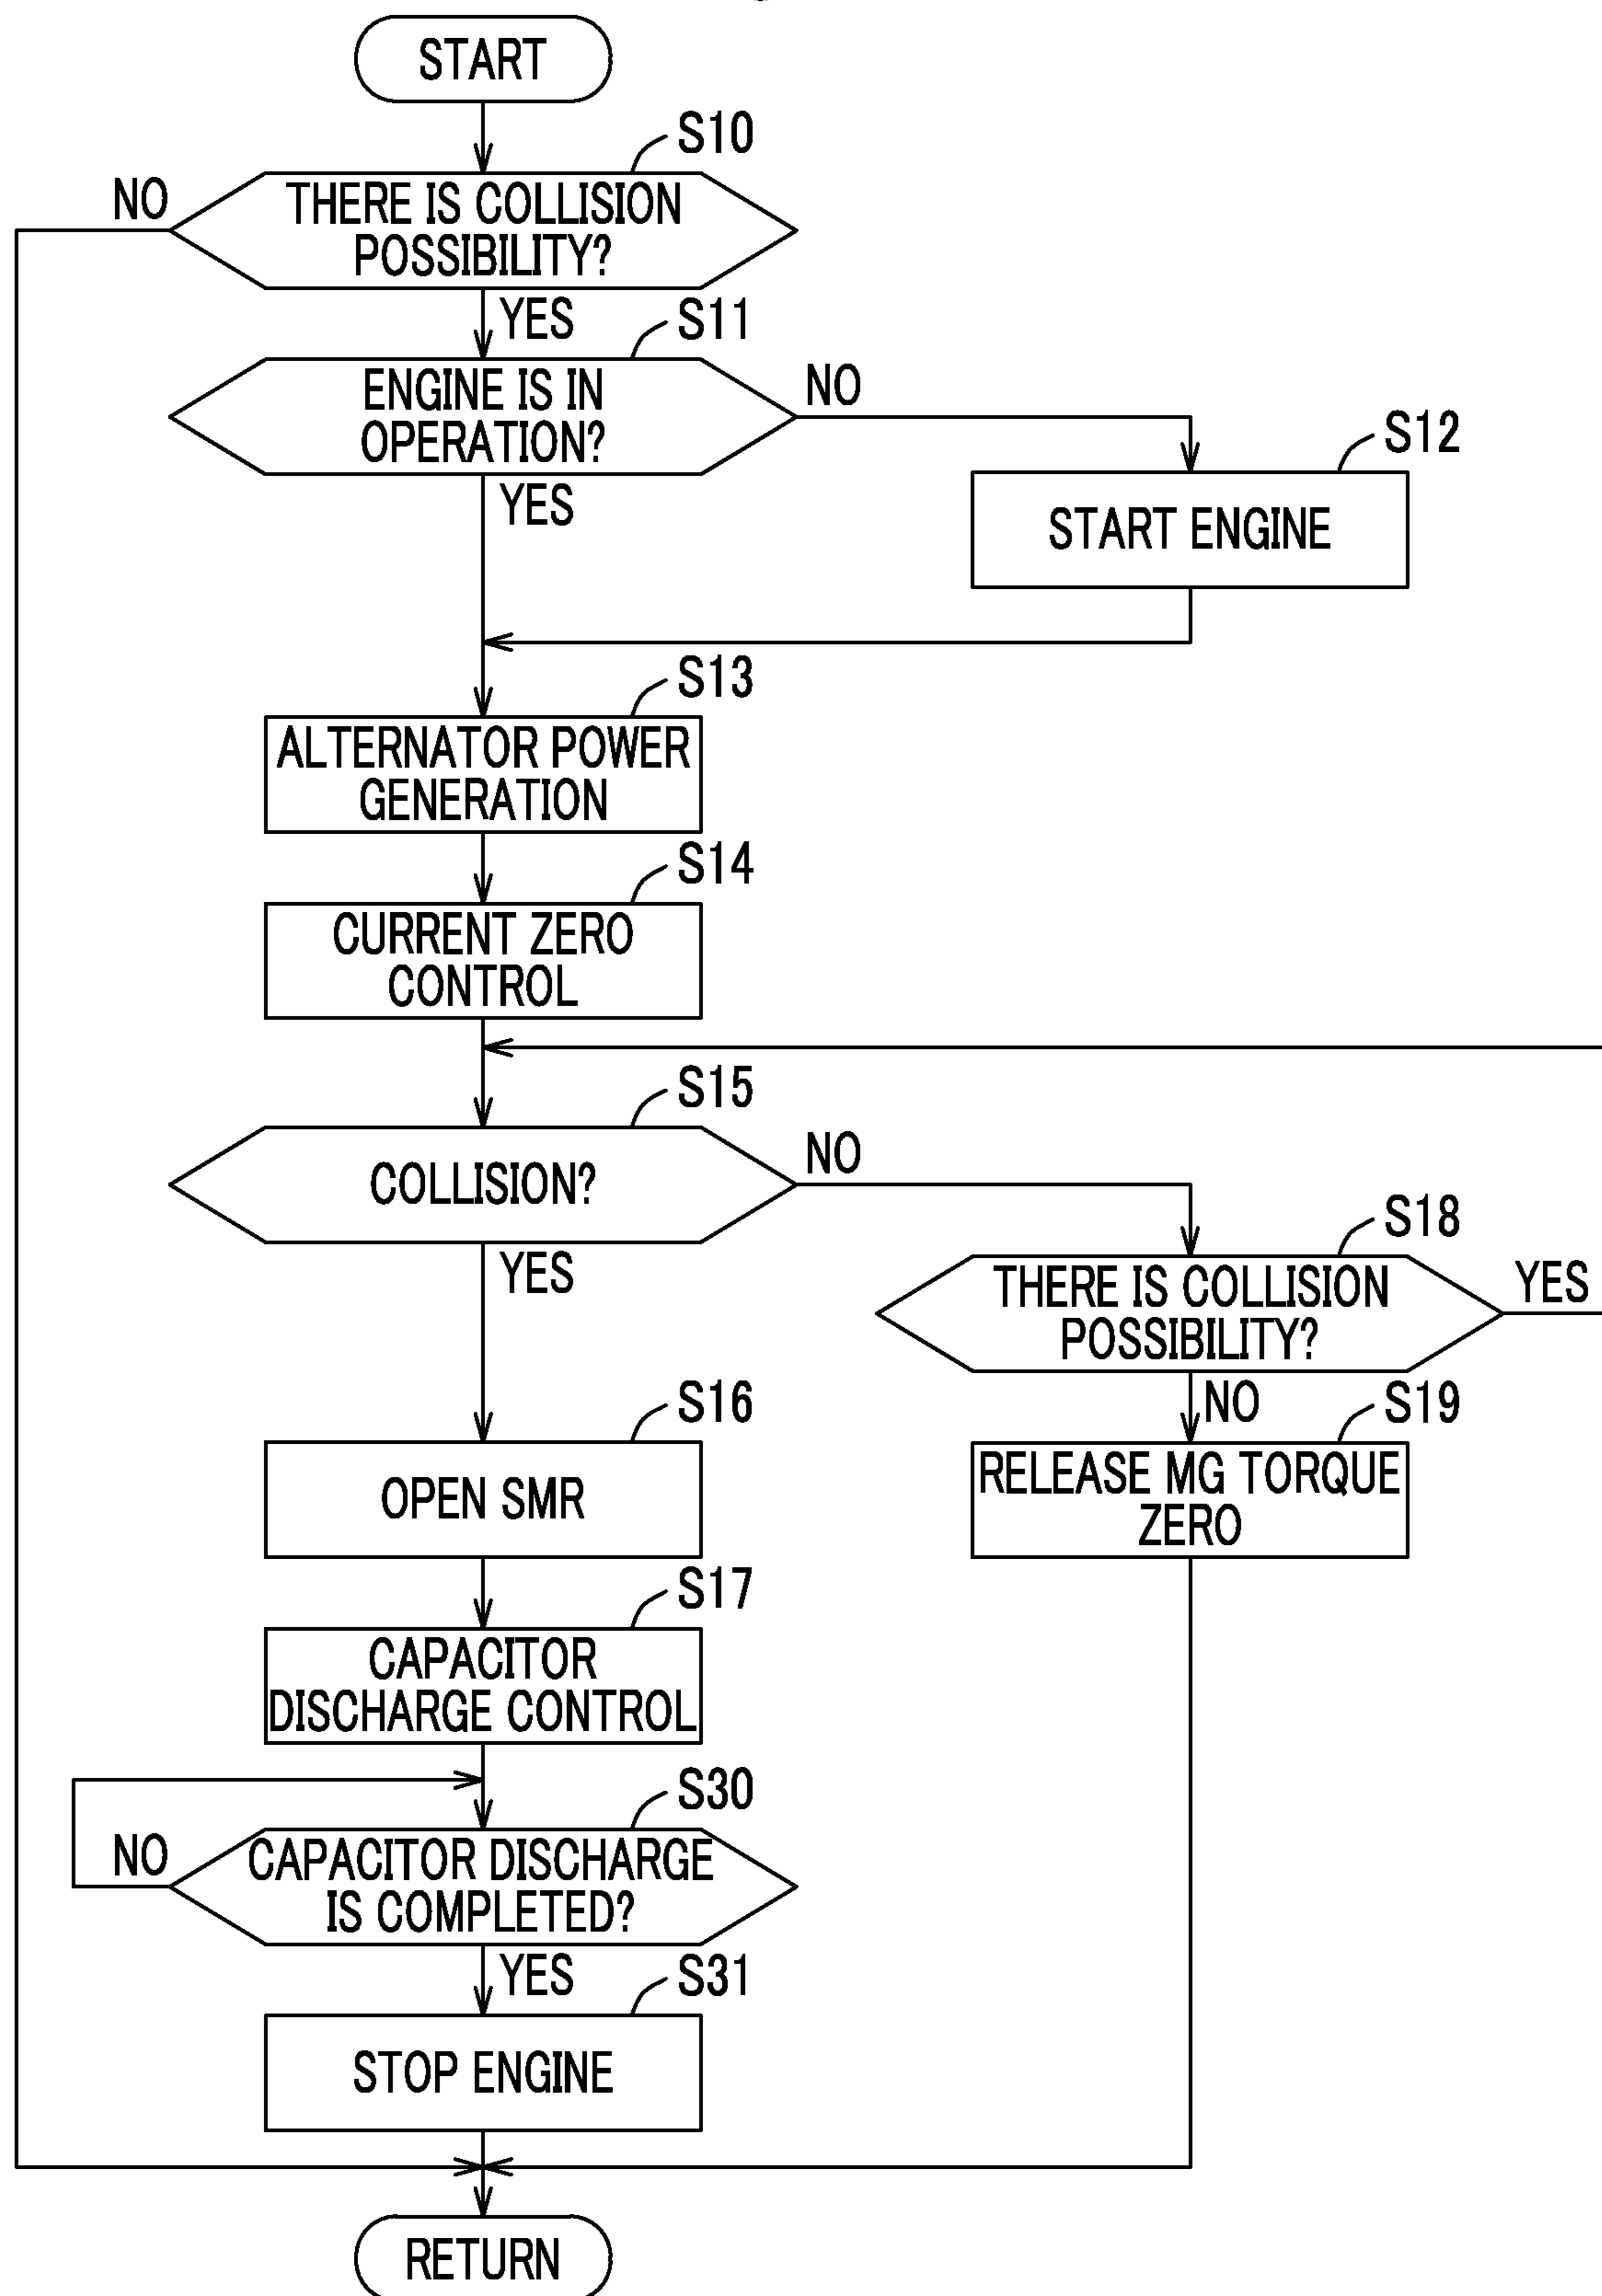 START
S10
NO
THERE IS COLLISION
POSSIBILITY?
YES
S11
ENGINE IS IN
OPERATION?
NO
YES
S12
START ENGINE
S13
ALTERNATOR POWER
GENERATION
S14
CURRENT ZERO
CONTROL
S15
COLLISION?
NO
YES
S18
THERE IS COLLISION
POSSIBILITY?
YES
NO
S16
OPEN SMR
S19
RELEASE MG TORQUE
ZERO
S17
CAPACITOR
DISCHARGE CONTROL
S30
NO
CAPACITOR DISCHARGE
IS COMPLETED?
YES
S31
STOP ENGINE
RETURN